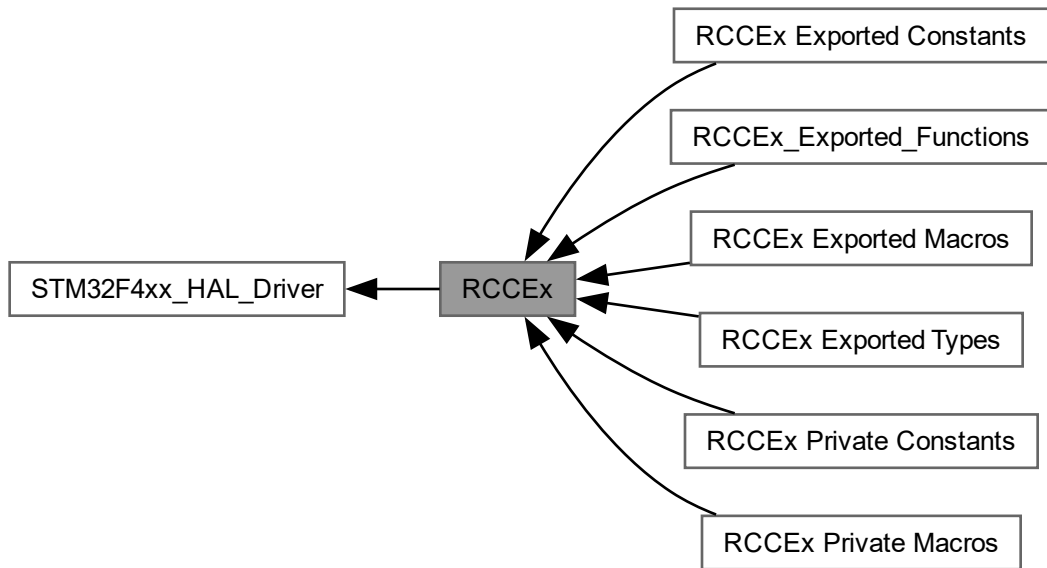 RCCEx Exported Constants
RCCEx_Exported_Functions
RCCEx Exported Macros
STM32F4xx_HAL_Driver
RCCEx
RCCEx Exported Types
RCCEx Private Constants
RCCEx Private Macros